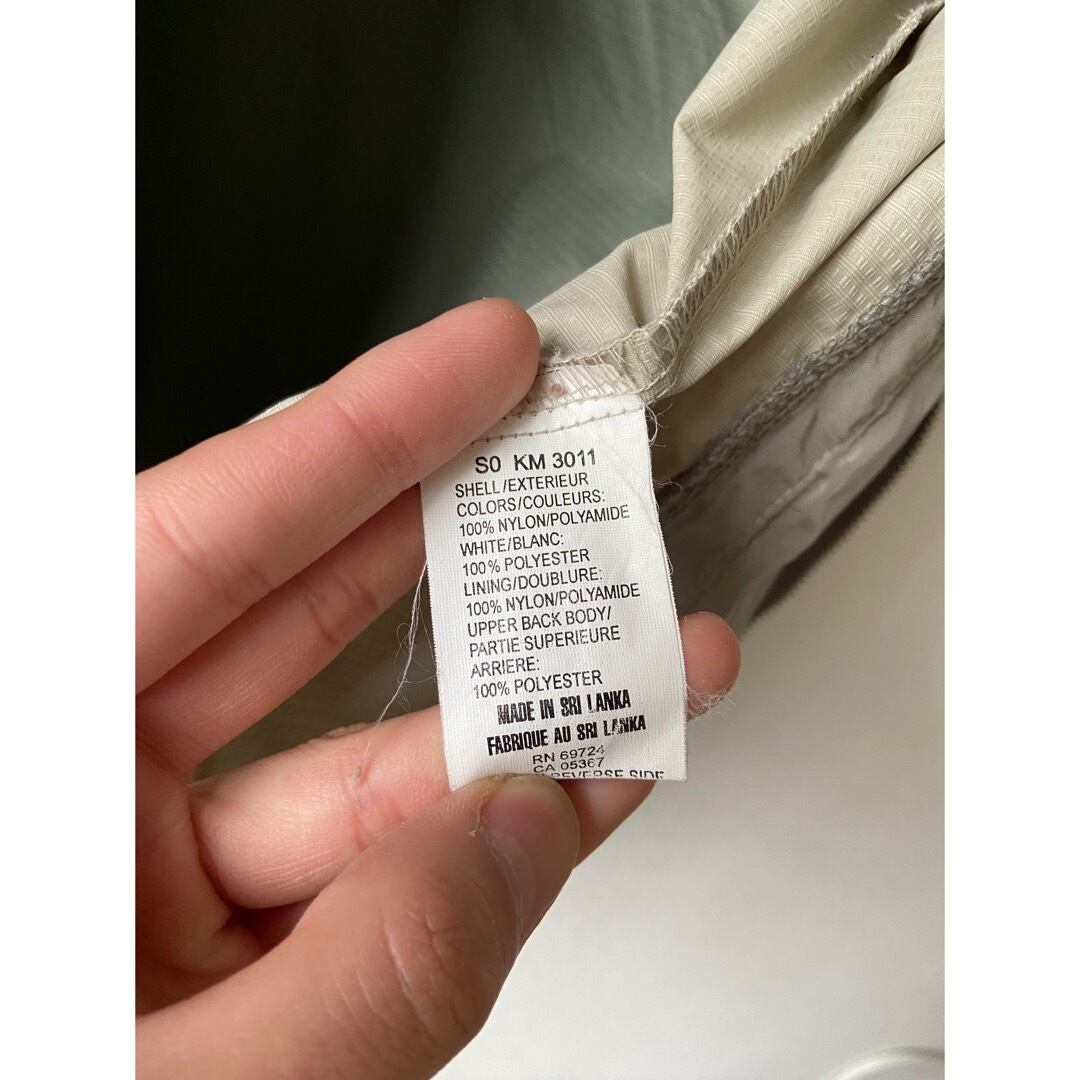 S0 KM 3011
SHELL/EXTERIEUR
COLORS/COULEURS:
100% NYLON/POLYAMIDE
WHITE/BLANC:
100% POLYESTER
LINING/DOUBLURE:
100% NYLON/POLYAMIDE
UPPER BACK BODY/
PARTIE SUPERIEURE
ARRIERE:
100% POLYESTER
MADE IN SRI LANKA
FABRIQUE AU SRI LANKA
RN 69724
CA 05367
REVERSE SIDE